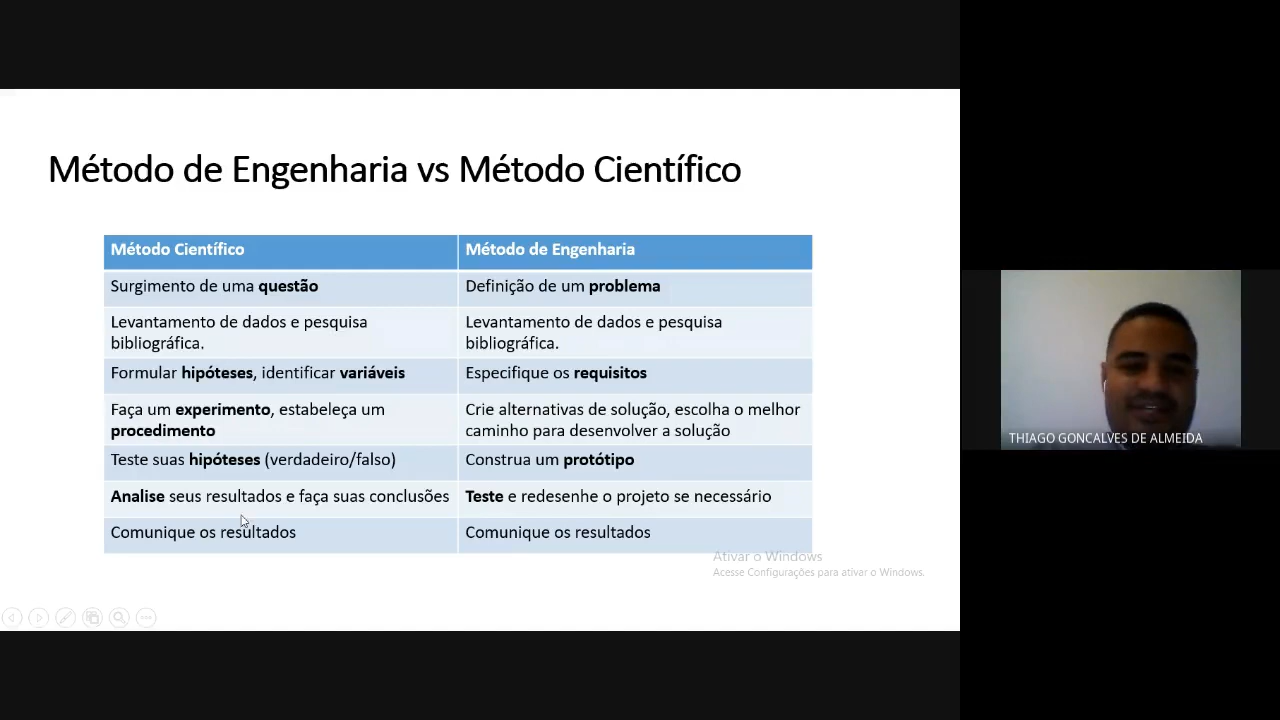 Método de Engenharia vs Método Científico
Método Científico
Método de Engenharia
Surgimento de uma questão
Definição de um problema
Levantamento de dados e pesquisa
bibliográfica.
Levantamento de dados e pesquisa
bibliográfica.
Formular hipóteses, identificar variáveis
Especifique os requisitos
Faça um experimento, estabeleça um
procedimento
Crie alternativas de solução, escolha o melhor
caminho para desenvolver a solução
Teste suas hipóteses (verdadeiro/falso)
Construa um protótipo
Analise seus resultados e faça suas conclusões
Teste e redesenhe o projeto se necessário
Comunique os resultados
Comunique os resultados
Ativar o Windows
Acesse Configurações para ativar o Windows.
THIAGO GONCALVES DE ALMEIDA